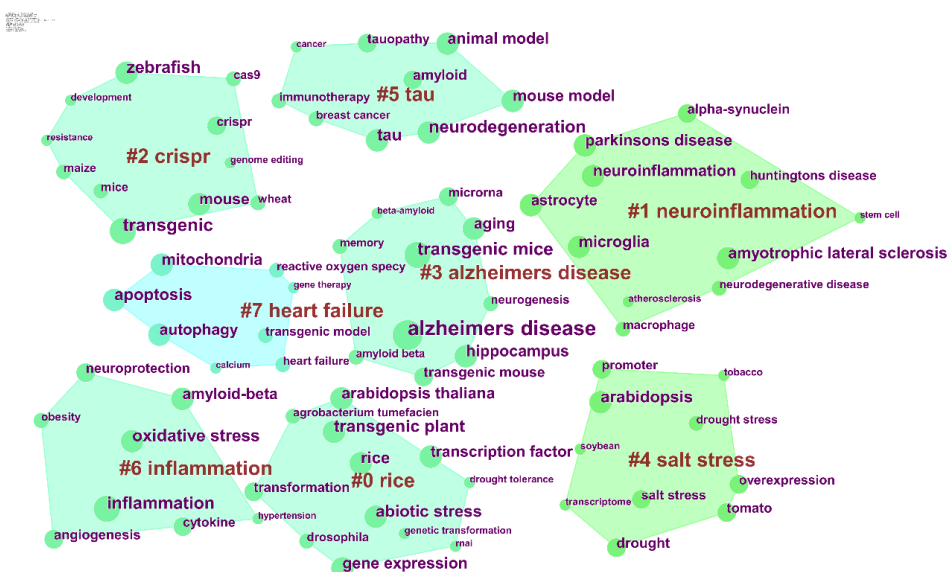 zebrafish
cas9
development
crispr
resistance
#2 crispr
genome editing
maize
mice
mouse
wheat
transgenic
cancer
tauopathy
animal model
amyloid
immunotherapy
#5 tau
mouse model
breast cancer
tau
neurodegeneration
alpha-synuclein
parkinsons disease
neuroinflammation
huntingtons disease
astrocyte
#1 neuroinflammation
stem cell
microglia
amyotrophic lateral sclerosis
neurodegenerative disease
atherosclerosis
macrophage
microrna
beta-amyloid
aging
memory
transgenic mice
#3 alzheimers disease
neurogenesis
alzheimers disease
amyloid beta
hippocampus
transgenic mouse
mitochondria
reactive oxygen specy
gene therapy
apoptosis
#7 heart failure
autophagy
transgenic model
calcium
heart failure
neuroprotection
amyloid-beta
obesity
oxidative stress
#6 inflammation
inflammation
cytokine
hypertension
angiogenesis
arabidopsis thaliana
agrobacterium tumefacien
transgenic plant
transcription factor
rice
#0 rice
transformation
drought tolerance
abiotic stress
genetic transformation
drosophila
rnai
gene expression
promoter
tobacco
arabidopsis
drought stress
soybean
#4 salt stress
overexpression
transcriptome
salt stress
tomato
drought